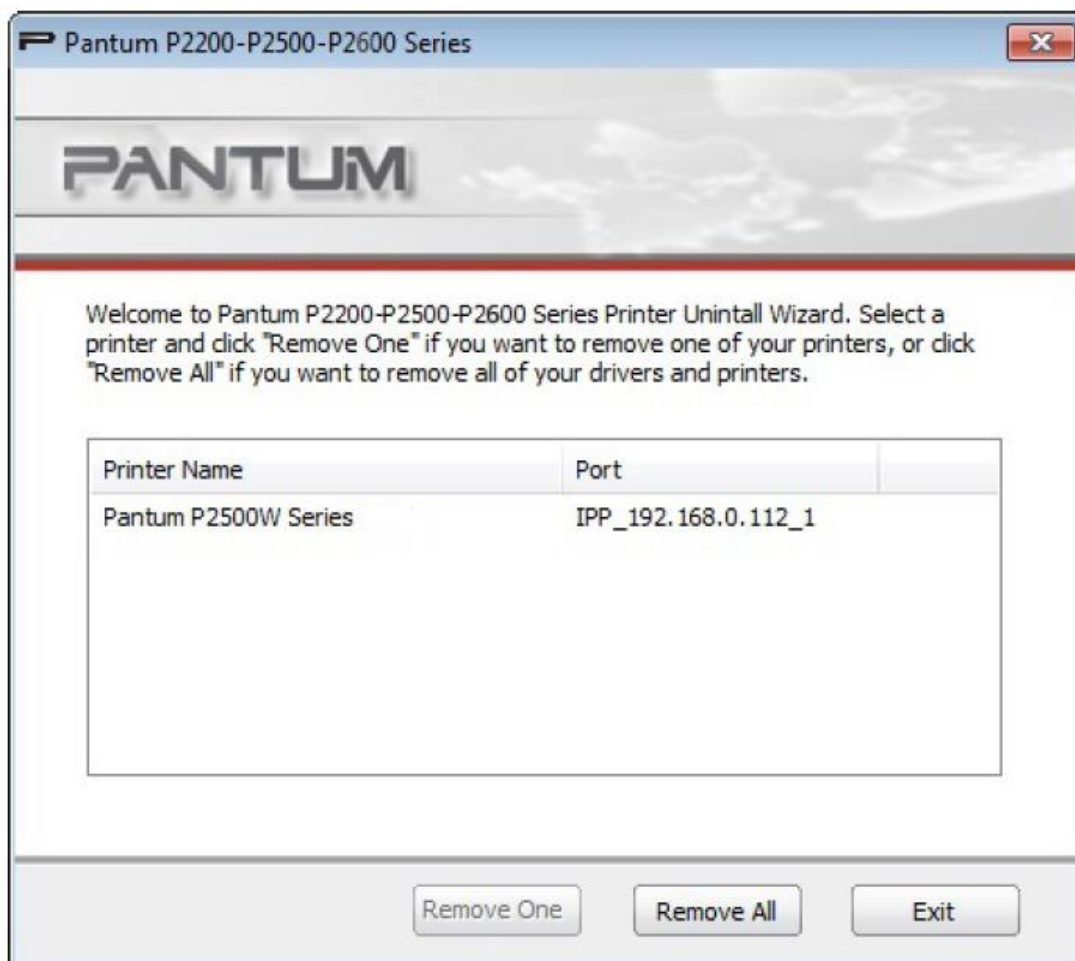 Pantum P2200-P2500-P2600 Series
PANTUM
Welcome to Pantum P2200-P2500-P2600 Series Printer Unintall Wizard. Select a
printer and click "Remove One" if you want to remove one of your printers, or click
"Remove All" if you want to remove all of your drivers and printers.
Printer Name Port
Pantum P2500W Series IPP_192.168.0.112_1
Remove One Remove All Exit